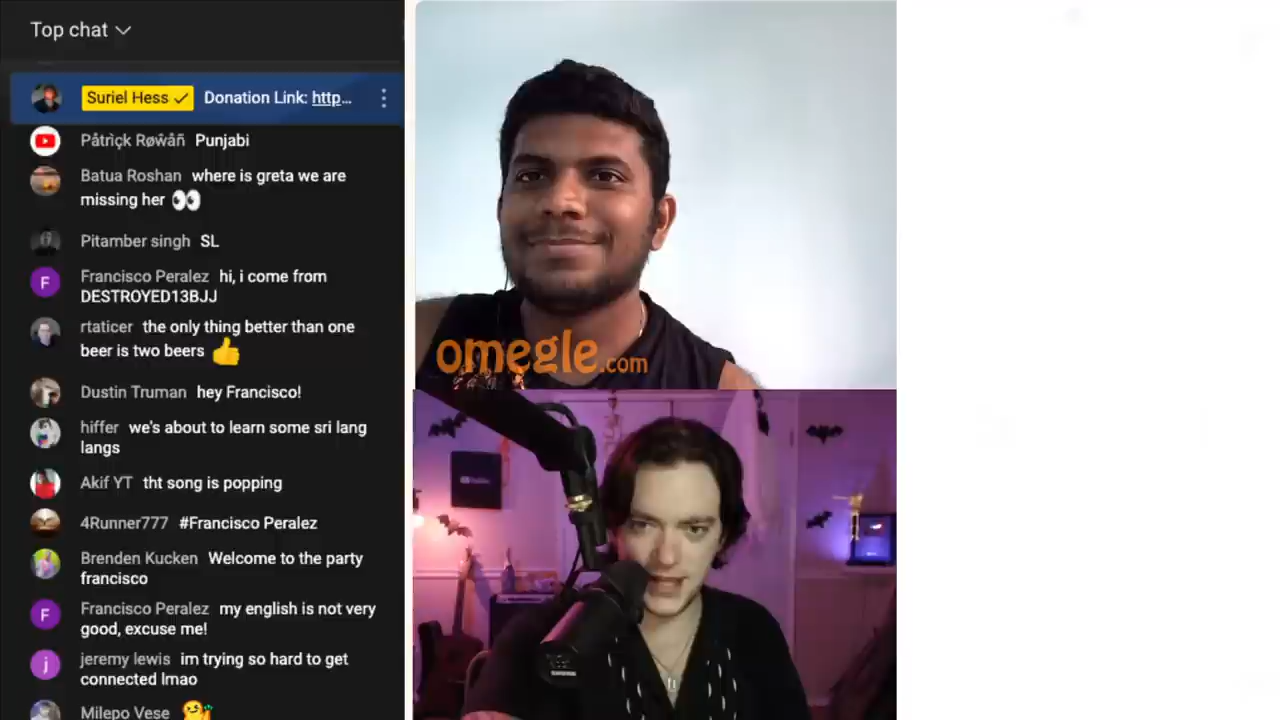 Top chat
Suriel Hess Donation Link: http...
Påtrìçk Røŵåñ Punjabi
Batua Roshan where is greta we are
missing her
Pitamber singh SL
Francisco Peralez hi, i come from
DESTROYED13BJJ
rtaticer the only thing better than one
beer is two beers
Dustin Truman hey Francisco!
hiffer we's about to learn some sri lang
langs
Akif YT tht song is popping
4Runner777 #Francisco Peralez
Brenden Kucken Welcome to the party
francisco
Francisco Peralez my english is not very
good, excuse me!
jeremy lewis im trying so hard to get
connected lmao
Milepo Vese
omegle.com